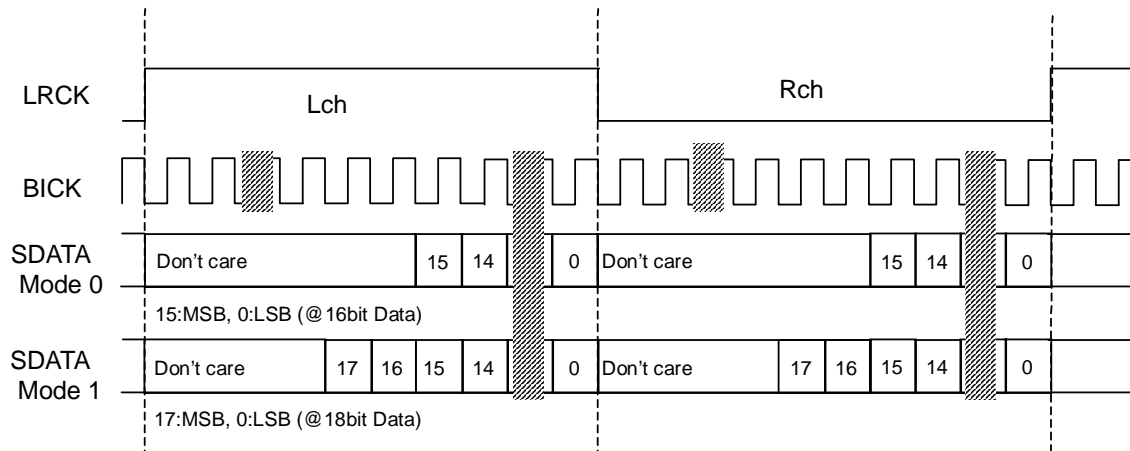 LRCK
Lch
Rch
BICK
SDATA
Mode 0
Don't care
15
14
0
Don't care
15
14
0
15:MSB, 0:LSB (@16bit Data)
SDATA
Mode 1
Don't care
17
16
15
14
0
Don't care
17
16
15
14
0
17:MSB, 0:LSB (@18bit Data)